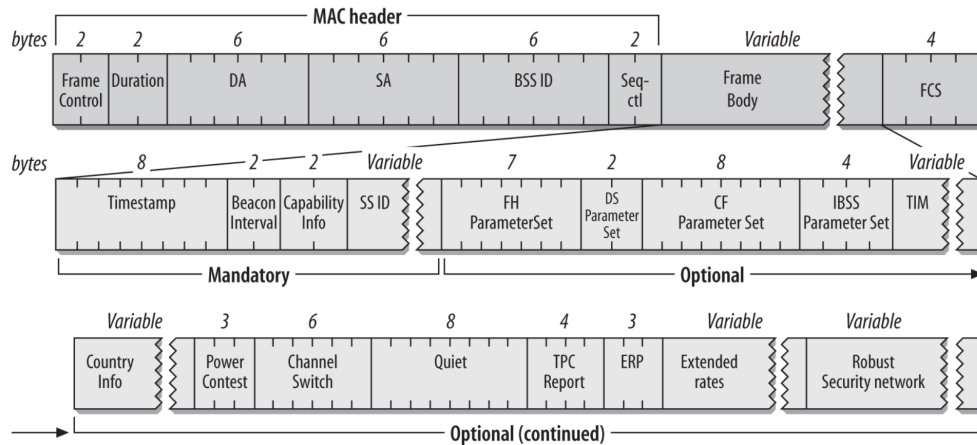 MAC header
bytes 2 2 6 6 6 2 Variable 4
Frame Control Duration DA SA BSS ID Seq-ctl Frame Body FCS
bytes 8 2 2 Variable 7 2 8 4 Variable
Timestamp Beacon Interval Capability Info SS ID FH ParameterSet DS Parameter Set CF Parameter Set IBSS Parameter Set TIM
Mandatory Optional
Variable 3 6 8 4 3 Variable Variable
Country Info Power Contest Channel Switch Quiet TPC Report ERP Extended rates Robust Security network
Optional (continued)